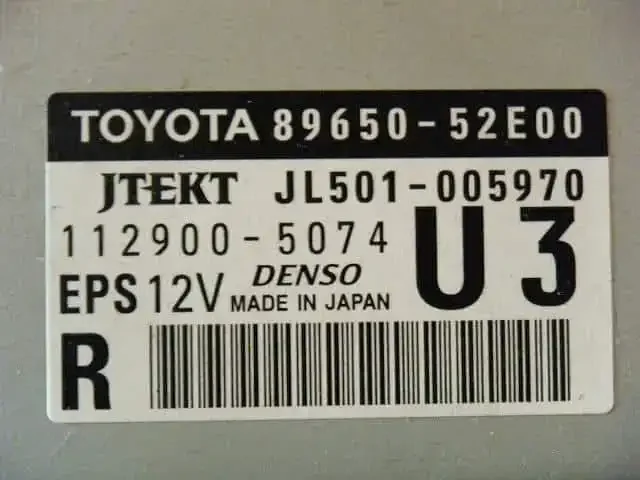 TOYOTA 89650-52E00
JTEKT JL501-005970
112900-5074 U3
EPS 12V DENSO
MADE IN JAPAN
R